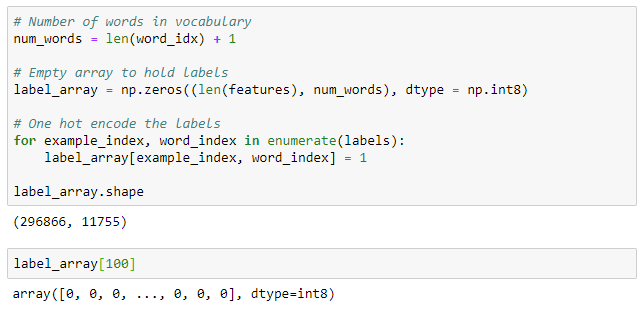 # Number of words in vocabulary
num_words = len(word_idx) + 1
# Empty array to hold labels
label_array = np.zeros((len(features), num_words), dtype = np.int8)
# One hot encode the labels
for example_index, word_index in enumerate(labels):
    label_array[example_index, word_index] = 1
label_array.shape
(296866, 11755)
label_array[100]
array([0, 0, 0, ..., 0, 0, 0], dtype=int8)